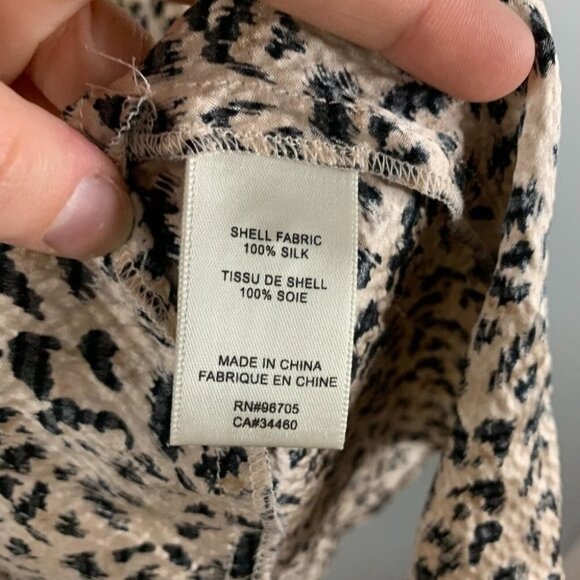 SHELL FABRIC
100% SILK
TISSU DE SHELL
100% SOIE
MADE IN CHINA
FABRIQUE EN CHINE
RN#96705
CA#34460